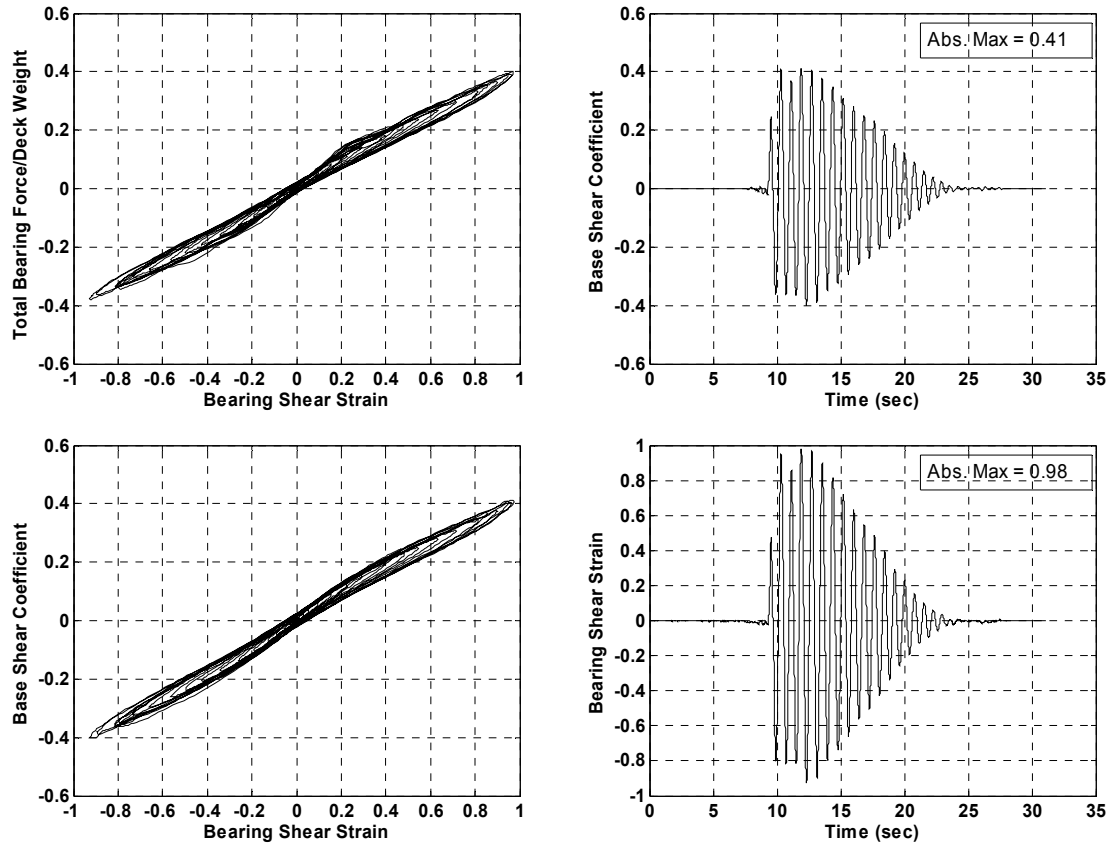 Total Bearing Force/Deck Weight
0.6
0.4
0.2
0
-0.2
-0.4
-0.6
-1 -0.8 -0.6 -0.4 -0.2 0 0.2 0.4 0.6 0.8 1
Bearing Shear Strain
Base Shear Coefficient
0.6
0.4
0.2
0
-0.2
-0.4
-0.6
Abs. Max = 0.41
0 5 10 15 20 25 30 35
Time (sec)
Base Shear Coefficient
0.6
0.4
0.2
0
-0.2
-0.4
-0.6
-1 -0.8 -0.6 -0.4 -0.2 0 0.2 0.4 0.6 0.8 1
Bearing Shear Strain
Bearing Shear Strain
1
0.8
0.6
0.4
0.2
0
-0.2
-0.4
-0.6
-0.8
-1
Abs. Max = 0.98
0 5 10 15 20 25 30 35
Time (sec)